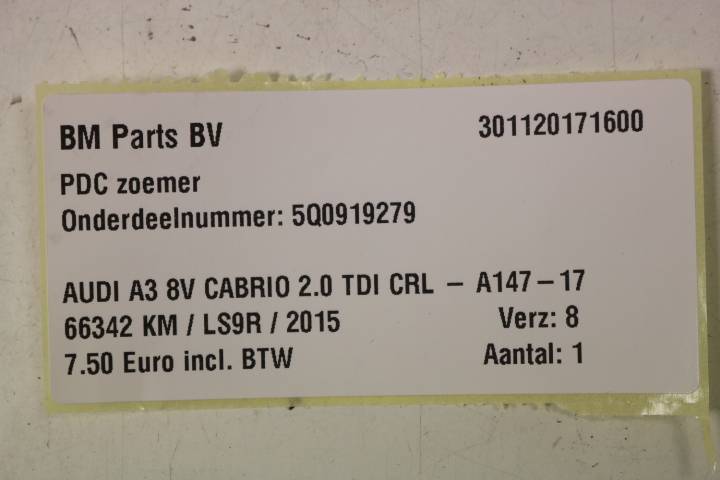 BM Parts BV 301120171600
PDC zoemer
Onderdeelnummer: 5Q0919279
AUDI A3 8V CABRIO 2.0 TDI CRL – A147–17
66342 KM / LS9R / 2015 Verz: 8
7.50 Euro incl. BTW Aantal: 1